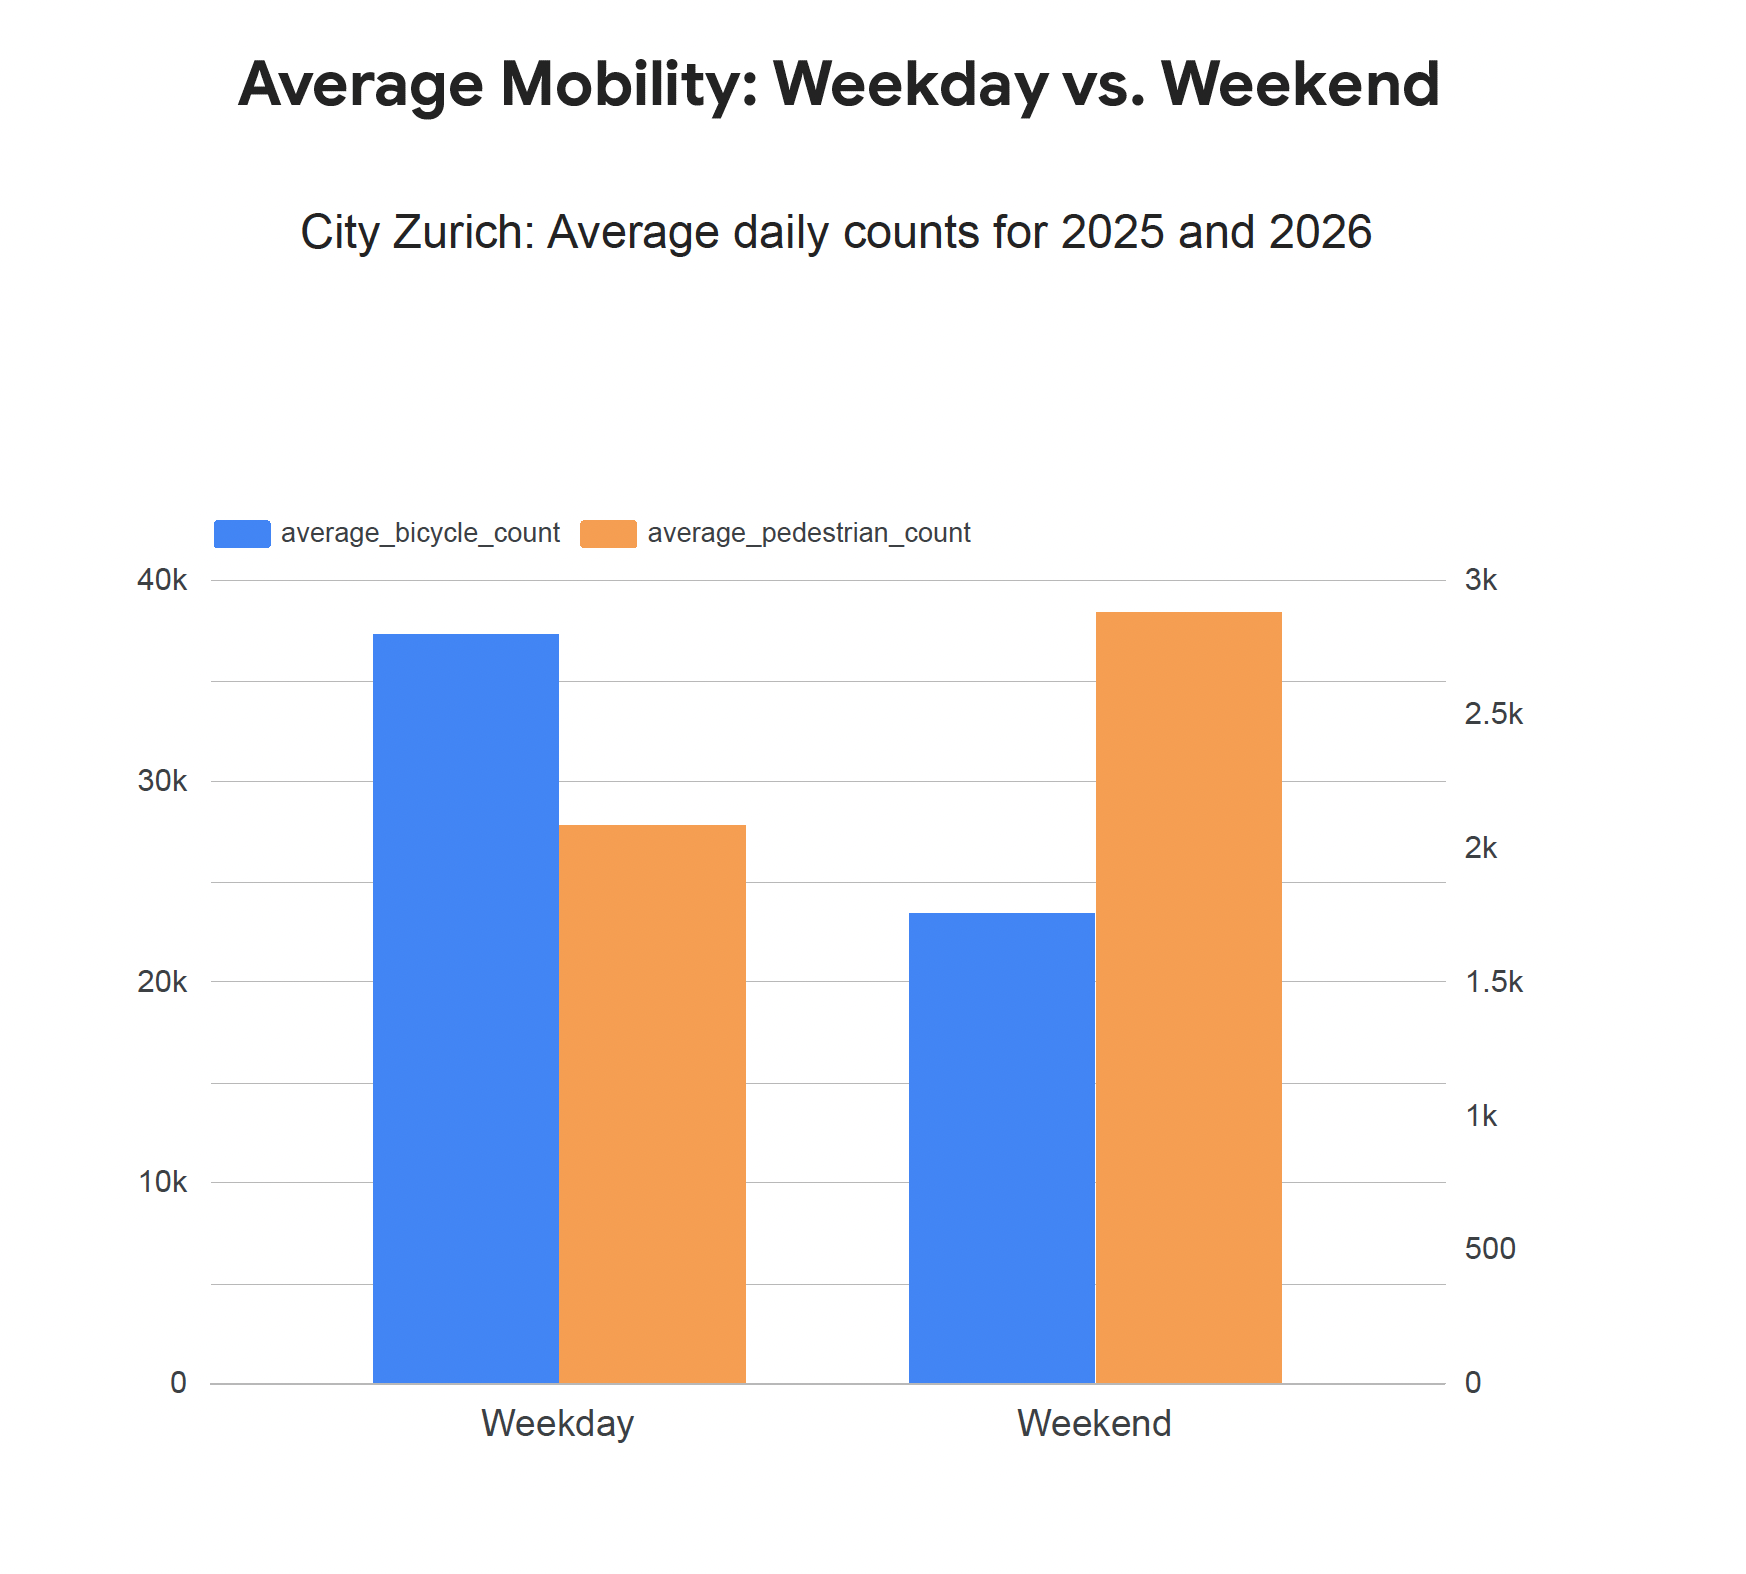 Average Mobility: Weekday vs. Weekend
City Zurich: Average daily counts for 2025 and 2026
average_bicycle_count average_pedestrian_count
40k 3k
2.5k
30k
2k
20k 1.5k
1k
10k
500
0 0
Weekday Weekend